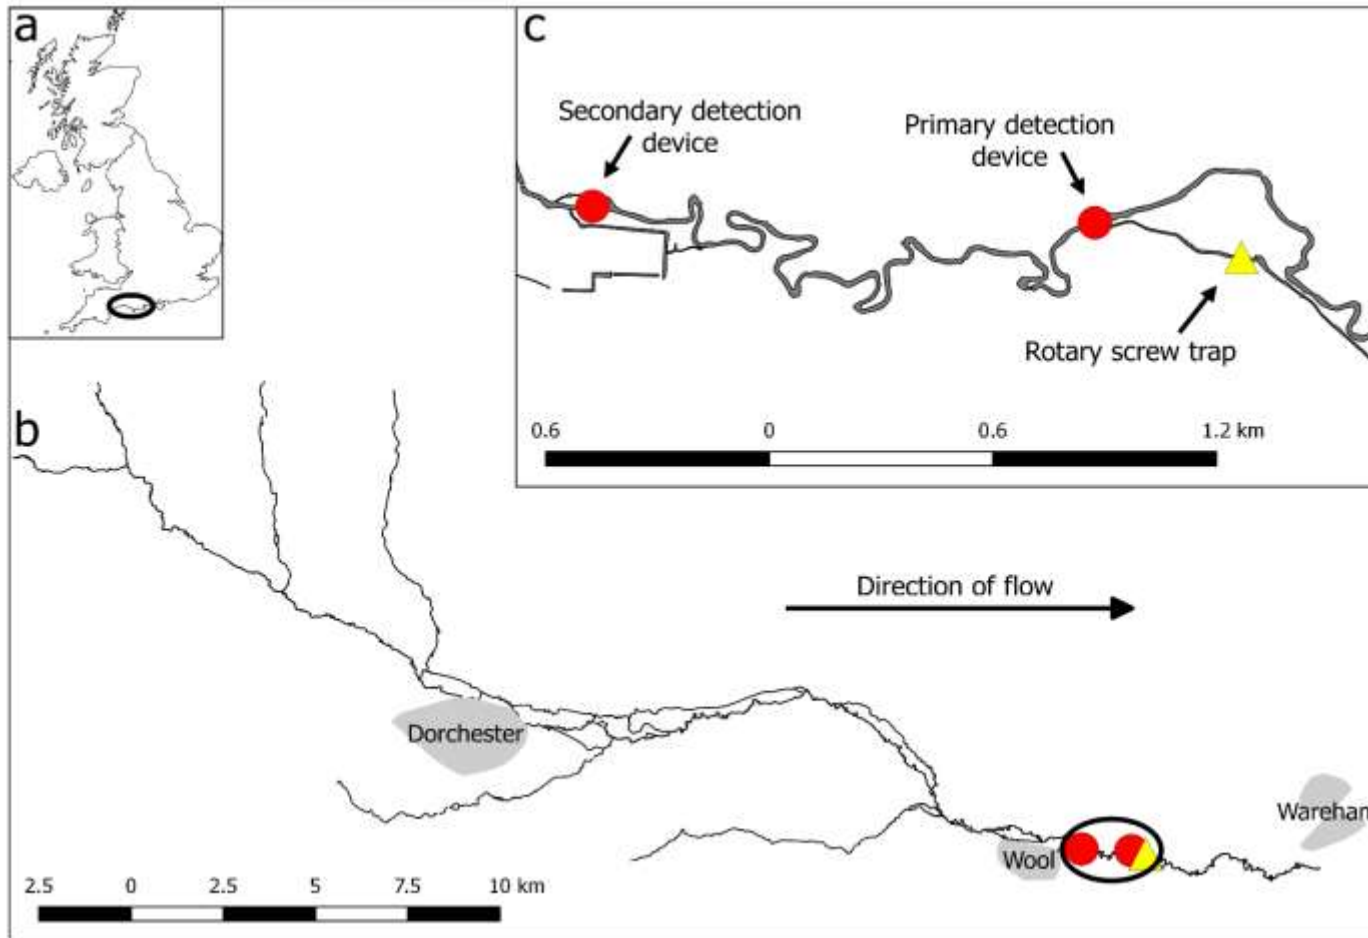 a
c
Secondary detection
device
Primary detection
device
Rotary screw trap
0.6 0 0.6 1.2 km
b
Direction of flow
Dorchester
Wareham
Wool
2.5 0 2.5 5 7.5 10 km